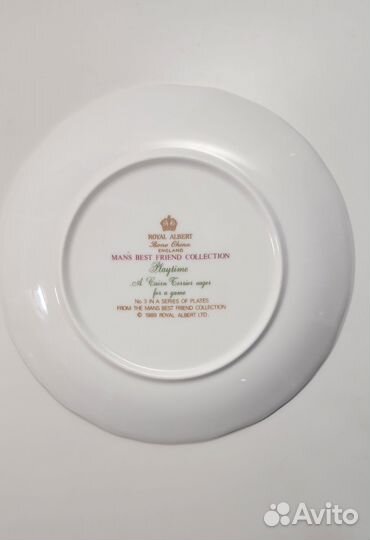 ROYAL ALBERT
Bone China
ENGLAND
MAN'S BEST FRIEND COLLECTION
Playtime
A Cairn Terrier eager
for a game
No 3 IN A SERIES OF PLATES
FROM THE MANS BEST FRIEND COLLECTION
© 1989 ROYAL ALBERT LTD.
Avito